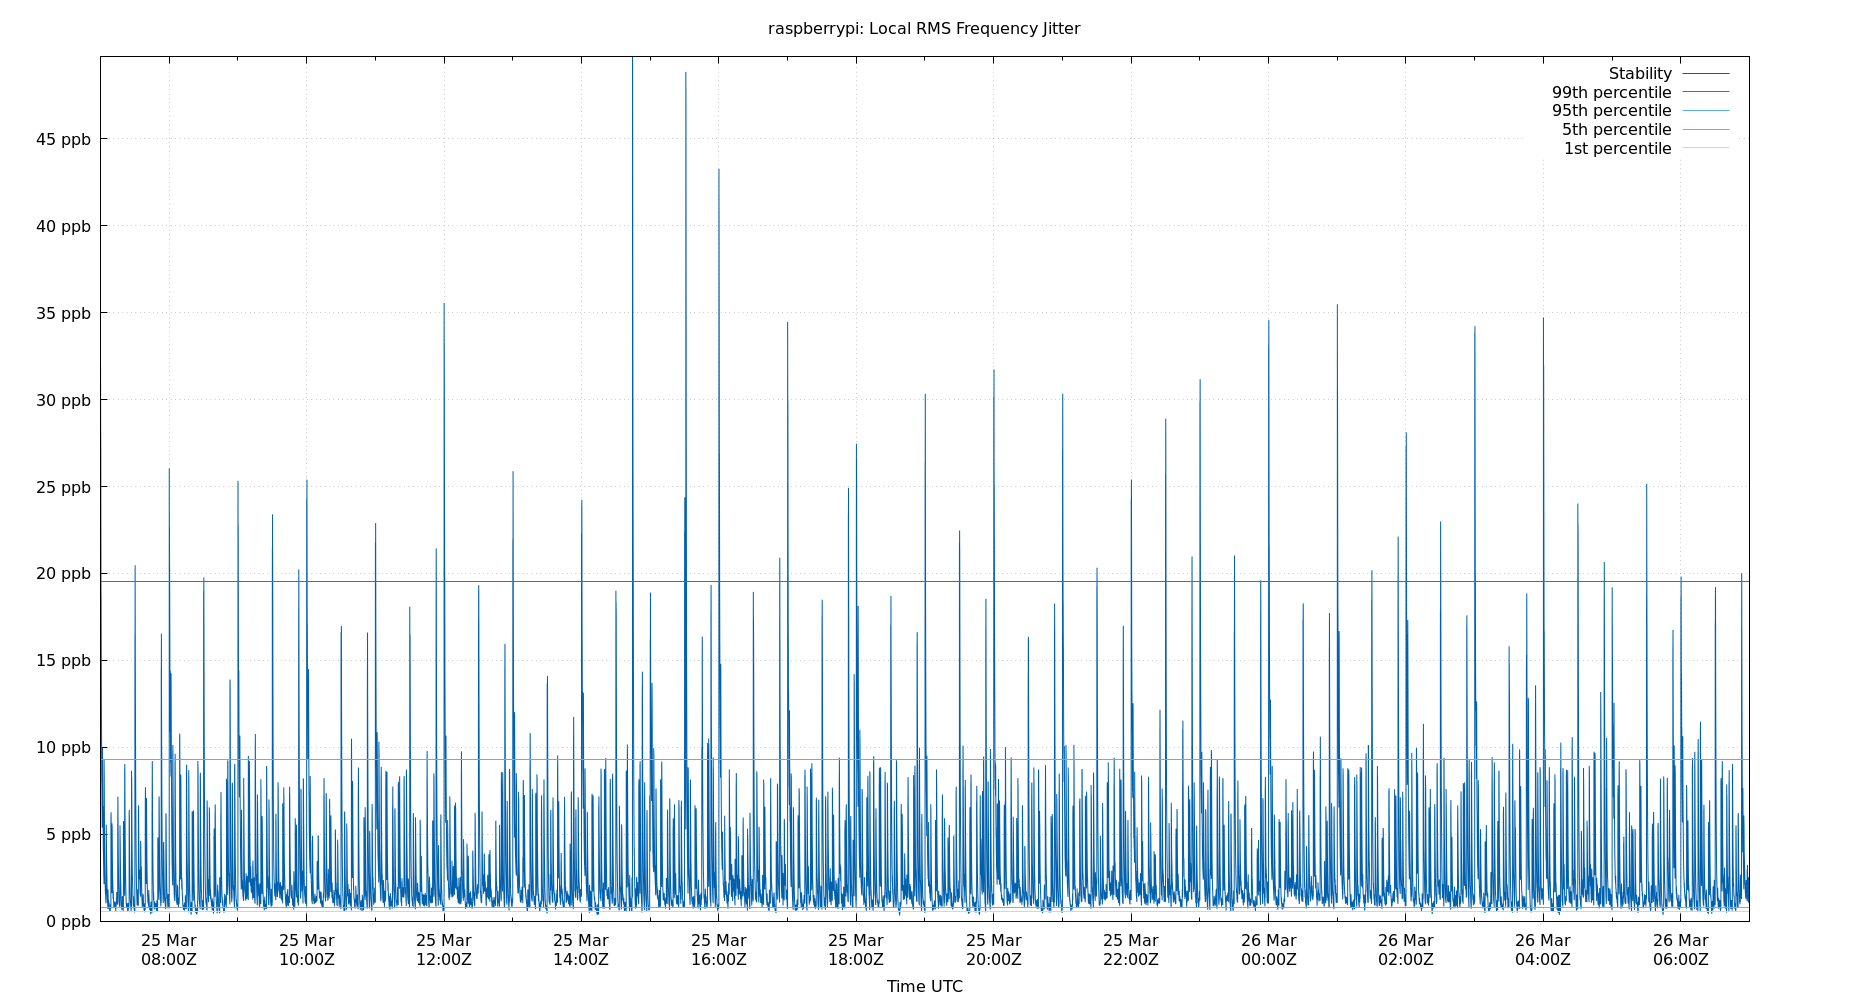 raspberrypi: Local RMS Frequency Jitter
Stability
99th percentile
95th percentile
5th percentile
1st percentile
45 ppb
40 ppb
35 ppb
30 ppb
25 ppb
20 ppb
15 ppb
10 ppb
5 ppb
0 ppb
25 Mar 25 Mar 25 Mar 25 Mar 25 Mar 25 Mar 25 Mar 25 Mar 26 Mar 26 Mar 26 Mar 26 Mar
08:00Z 10:00Z 12:00Z 14:00Z 16:00Z 18:00Z 20:00Z 22:00Z 00:00Z 02:00Z 04:00Z 06:00Z
Time UTC